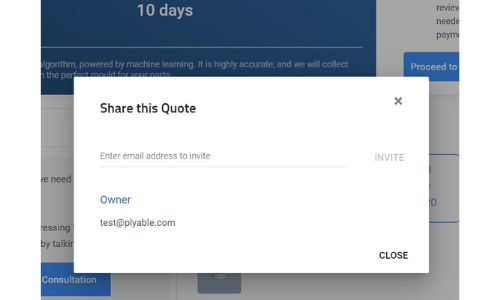 10 days
review
neede
payme
algorithm, powered by machine learning. It is highly accurate, and we will collect
n the perfect mould for your parts.
Proceed to
Share this Quote
×
Enter email address to invite
INVITE
ve need
Owner
20
test@plyable.com
ressing
by talkin
CLOSE
Consultation